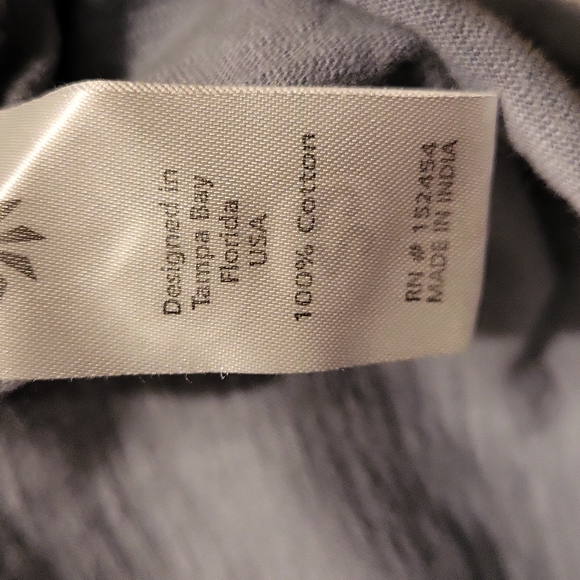 Designed in
Tampa Bay
Florida
USA
100% Cotton
RN # 152454
MADE IN INDIA